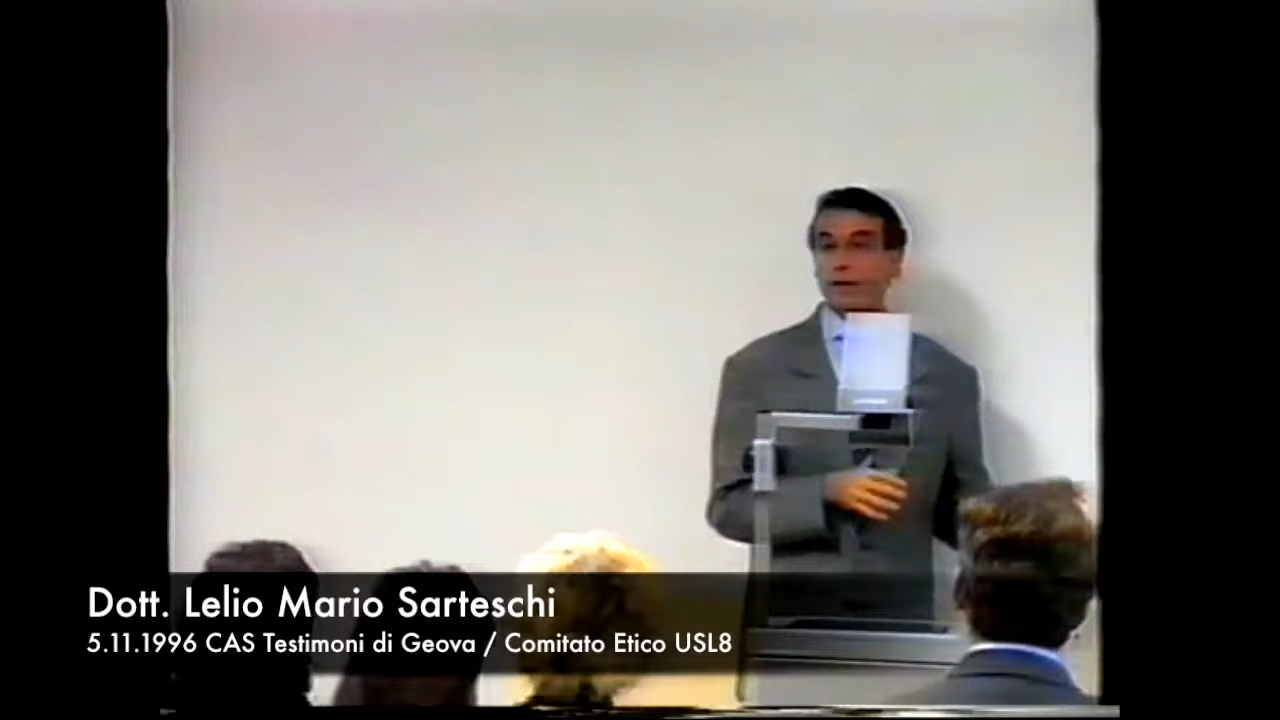 Dott. Lelio Mario Sarteschi
5.11.1996 CAS Testimoni di Geova / Comitato Etico USL8